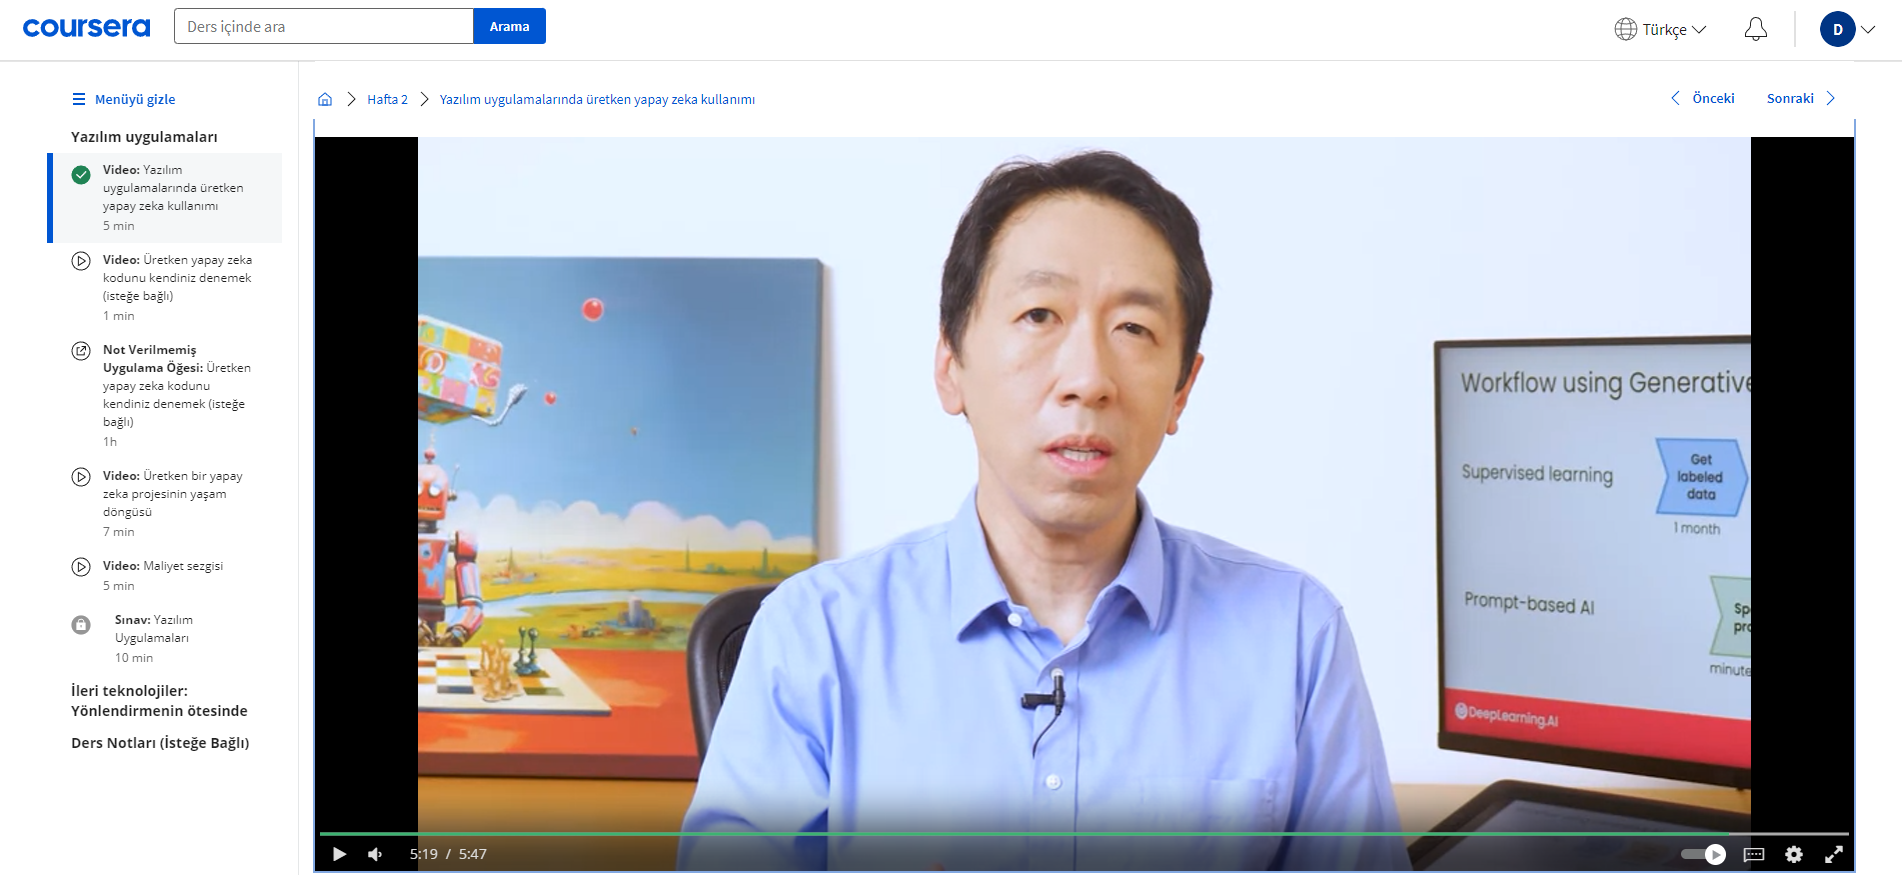 coursera
Ders içinde ara
Arama
Türkçe
D
Menüyü gizle
Hafta 2
Yazılım uygulamalarında üretken yapay zeka kullanımı
Önceki
Sonraki
Yazılım uygulamaları
Video: Yazılım
uygulamalarında üretken
yapay zeka kullanımı
5 min
Video: Üretken yapay zeka
kodunu kendiniz denemek
(isteğe bağlı)
1 min
Not Verilmemiş
Uygulama Öğesi: Üretken
yapay zeka kodunu
kendiniz denemek (isteğe
bağlı)
1h
Video: Üretken bir yapay
zeka projesinin yaşam
döngüsü
7 min
Video: Maliyet sezgisi
5 min
Sınav: Yazılım
Uygulamaları
10 min
İleri teknolojiler:
Yönlendirmenin ötesinde
Ders Notları (İsteğe Bağlı)
Workflow using Generative
Supervised learning
Get
labeled
data
1 month
Prompt-based AI
Sp
pro
minute
DeepLearning.AI
5:19 / 5:47